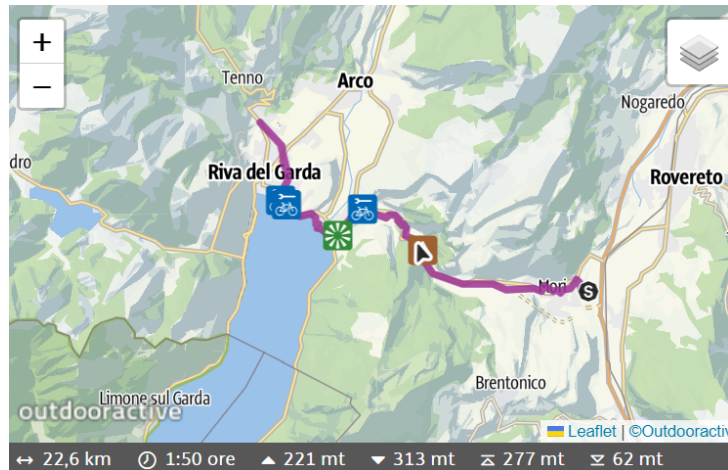 +
−
Tenno
Arco
Nogaredo
dro
Riva del Garda
Rovereto
Mori
S
Brentonico
Limone sul Garda
outdooractive
Leaflet | ©Outdooractiv
22,6 km 1:50 ore 221 mt 313 mt 277 mt 62 mt